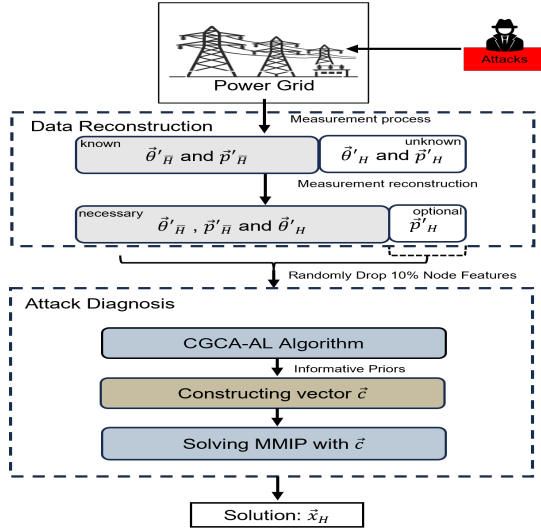 Attacks
Power Grid
Measurement process
Data Reconstruction
known
unknown
θ⃗′_H̅ and p⃗′_H̅
θ⃗′_H and p⃗′_H
Measurement reconstruction
necessary
optional
θ⃗′_H̅ , p⃗′_H̅ and θ⃗′_H
p⃗′_H
Randomly Drop 10% Node Features
Attack Diagnosis
CGCA-AL Algorithm
Informative Priors
Constructing vector c⃗
Solving MMIP with c⃗
Solution: x⃗_H